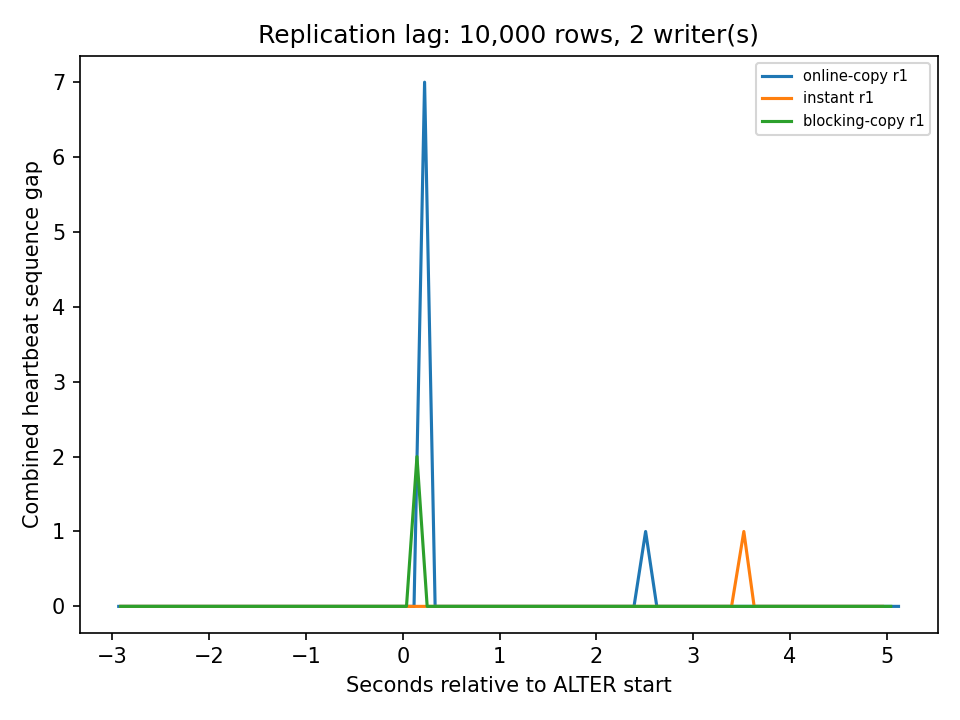 Replication lag: 10,000 rows, 2 writer(s)
online-copy r1
instant r1
blocking-copy r1
Combined heartbeat sequence gap
7
6
5
4
3
2
1
0
−3
−2
−1
0
1
2
3
4
5
Seconds relative to ALTER start